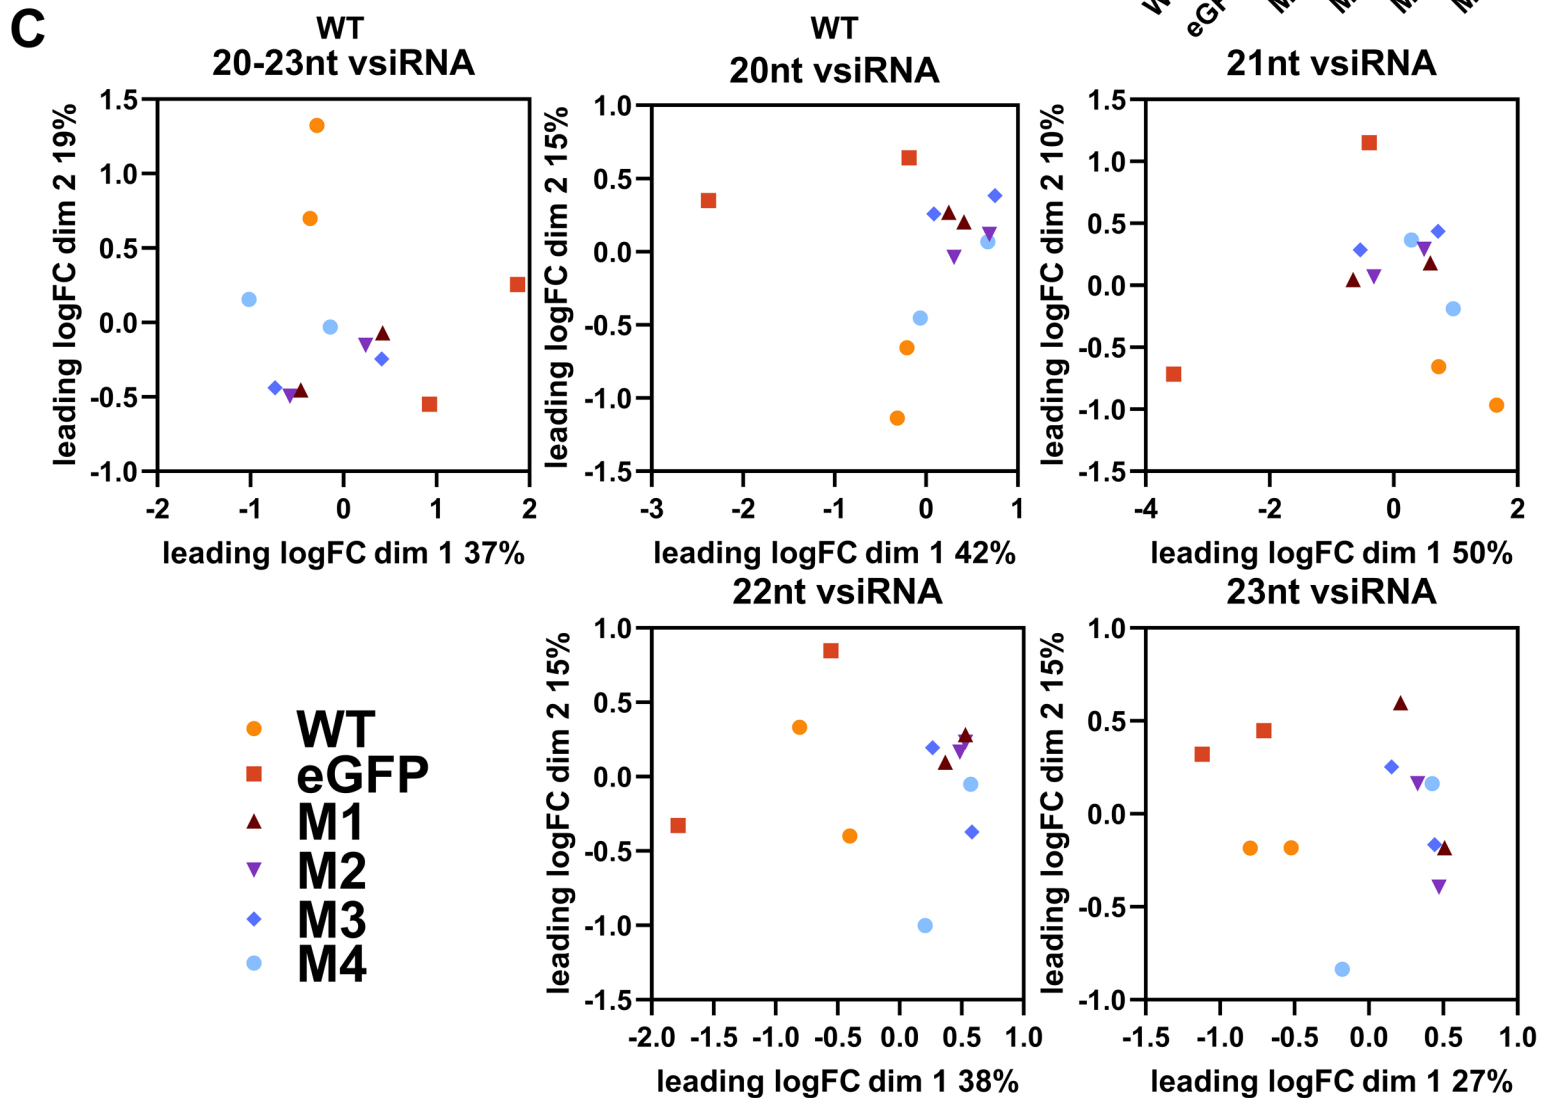 C
WT
20-23nt vsiRNA
WT
20nt vsiRNA
21nt vsiRNA
leading logFC dim 2 19%
1.5
1.0
0.5
0.0
-0.5
-1.0
-2
-1
0
1
2
leading logFC dim 1 37%
leading logFC dim 2 15%
1.0
0.5
0.0
-0.5
-1.0
-1.5
-3
-2
-1
0
1
leading logFC dim 1 42%
leading logFC dim 2 10%
1.5
1.0
0.5
0.0
-0.5
-1.0
-1.5
-4
-2
0
2
leading logFC dim 1 50%
22nt vsiRNA
leading logFC dim 2 15%
1.0
0.5
0.0
-0.5
-1.0
-1.5
-2.0
-1.5
-1.0
-0.5
0.0
0.5
1.0
leading logFC dim 1 38%
23nt vsiRNA
leading logFC dim 2 15%
1.0
0.5
0.0
-0.5
-1.0
-1.5
-1.0
-0.5
0.0
0.5
1.0
leading logFC dim 1 27%
WT
eGFP
M1
M2
M3
M4